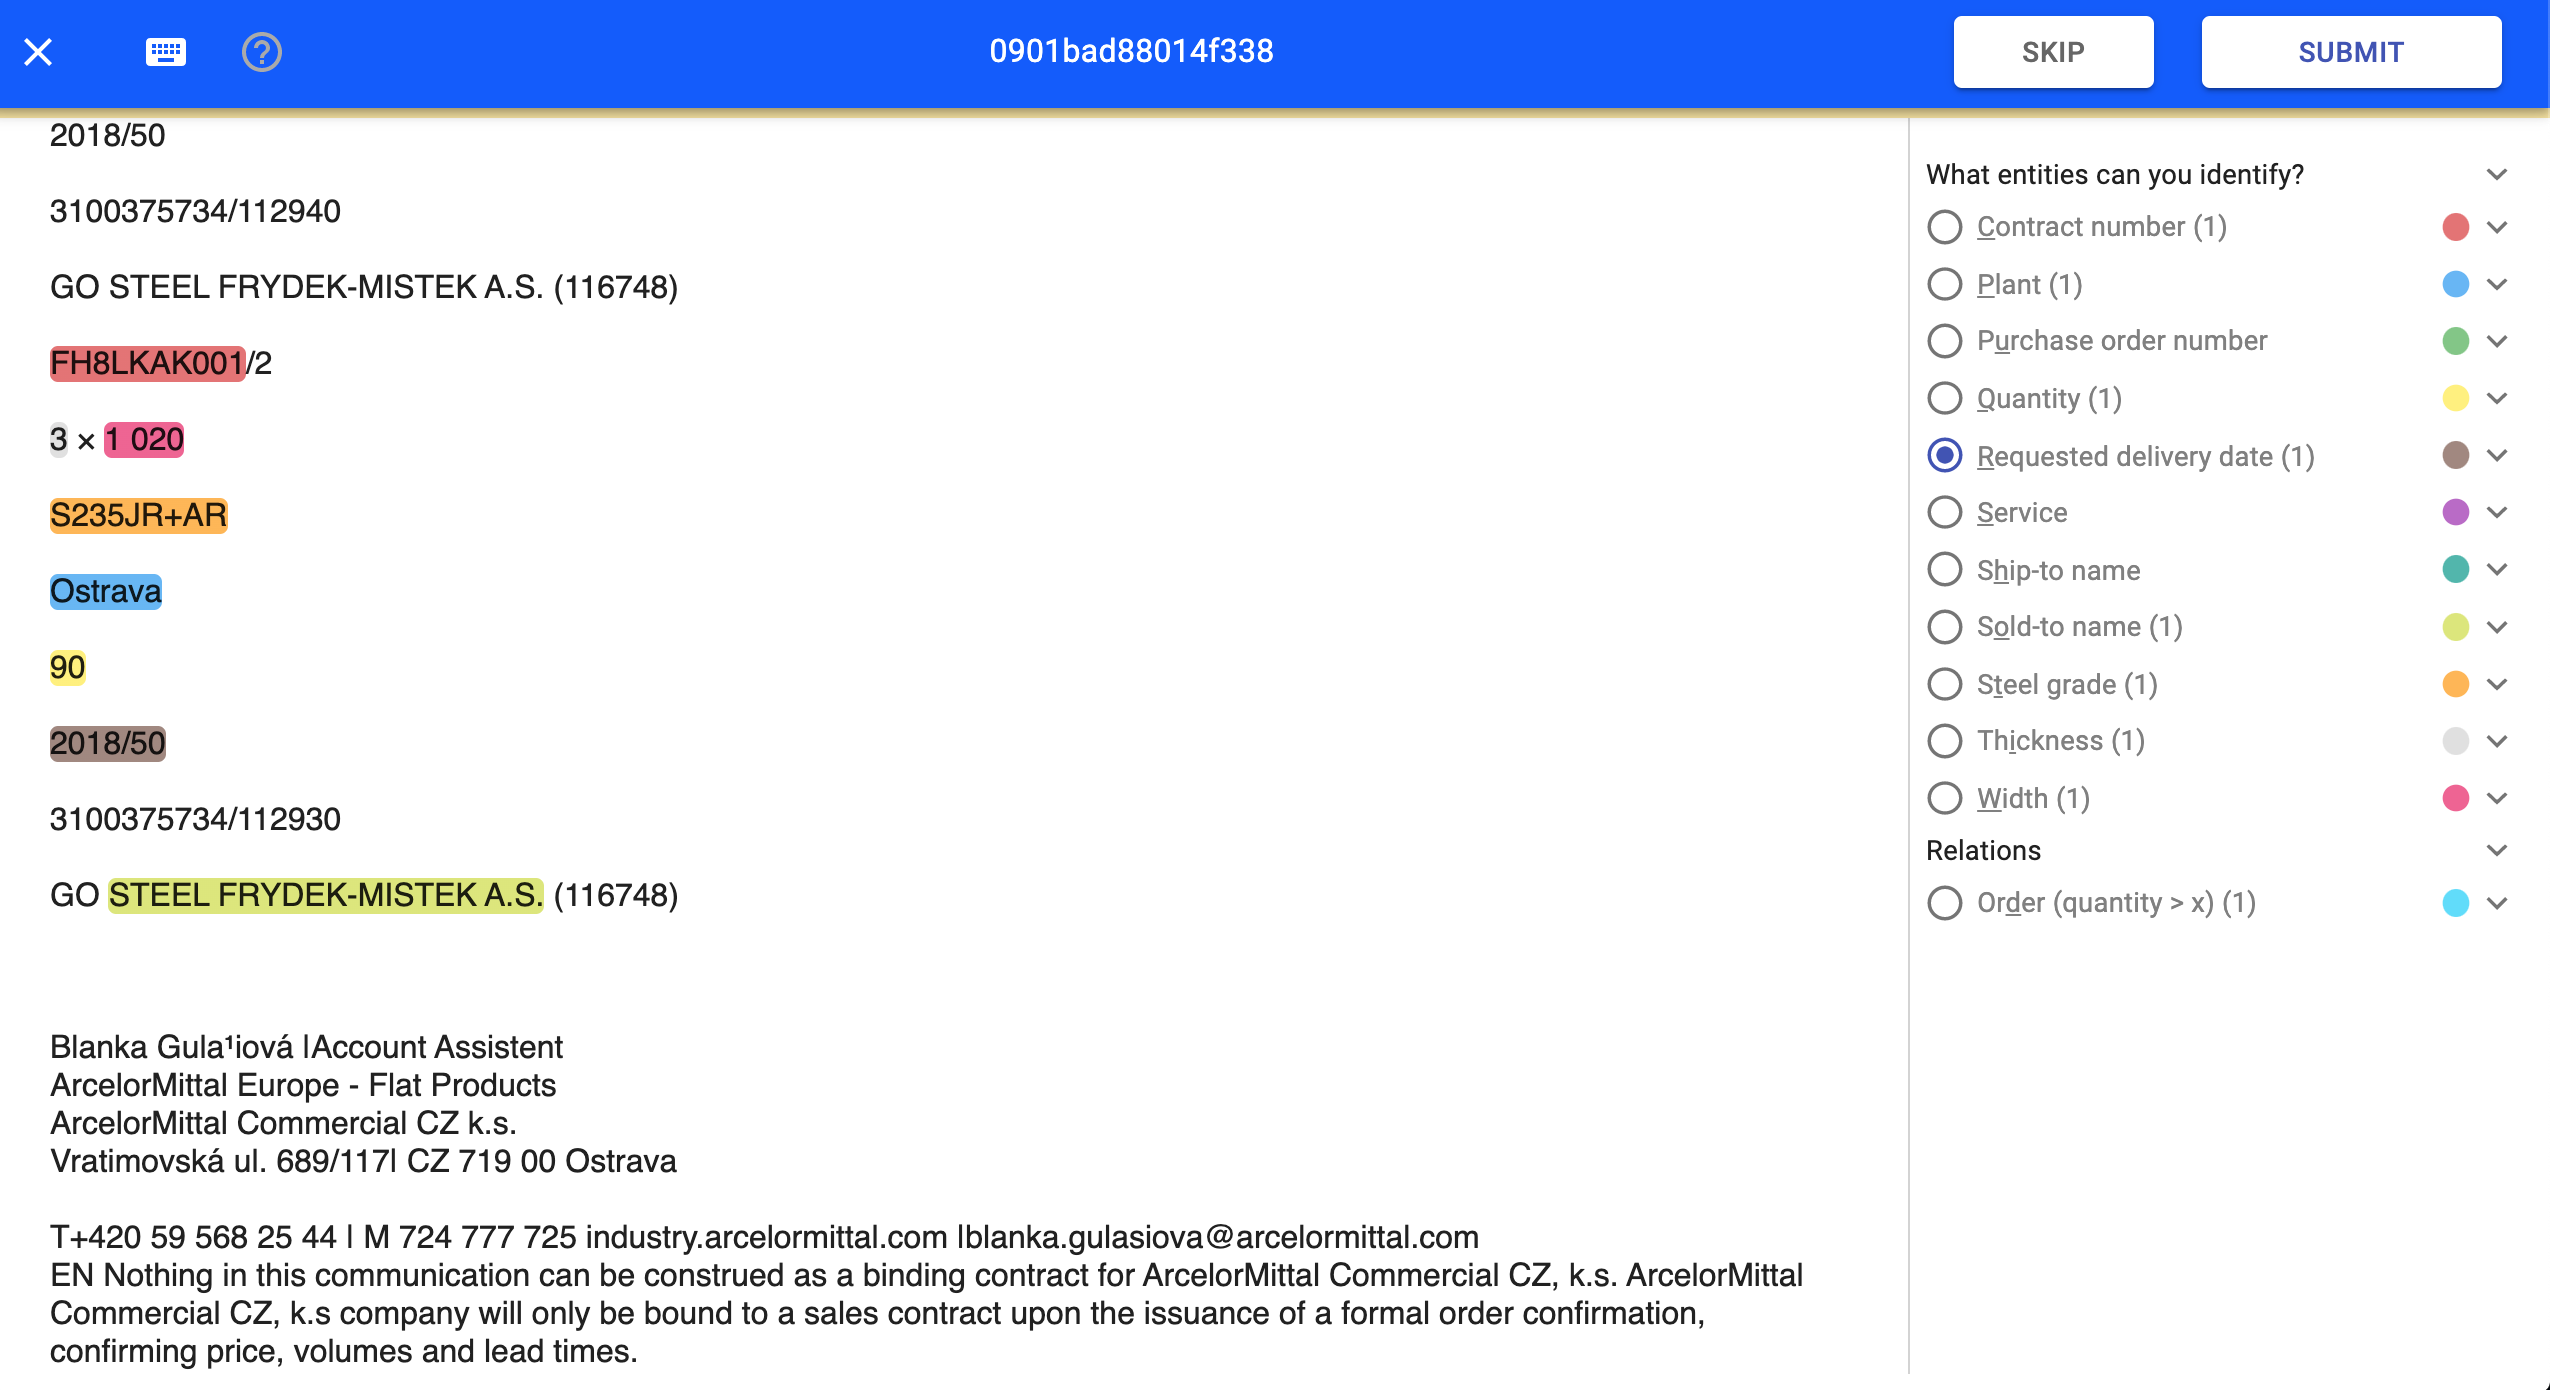 0901bad88014f338
SKIP
SUBMIT
2018/50
3100375734/112940
GO STEEL FRYDEK-MISTEK A.S. (116748)
FH8LKAK001/2
3 × 1 020
S235JR+AR
Ostrava
90
2018/50
3100375734/112930
GO STEEL FRYDEK-MISTEK A.S. (116748)
Blanka Gula¹iová |Account Assistent
ArcelorMittal Europe - Flat Products
ArcelorMittal Commercial CZ k.s.
Vratimovská ul. 689/117| CZ 719 00 Ostrava
T+420 59 568 25 44 | M 724 777 725 industry.arcelormittal.com |blanka.gulasiova@arcelormittal.com
EN Nothing in this communication can be construed as a binding contract for ArcelorMittal Commercial CZ, k.s. ArcelorMittal
Commercial CZ, k.s company will only be bound to a sales contract upon the issuance of a formal order confirmation,
confirming price, volumes and lead times.
What entities can you identify?
Contract number (1)
Plant (1)
Purchase order number
Quantity (1)
Requested delivery date (1)
Service
Ship-to name
Sold-to name (1)
Steel grade (1)
Thickness (1)
Width (1)
Relations
Order (quantity > x) (1)